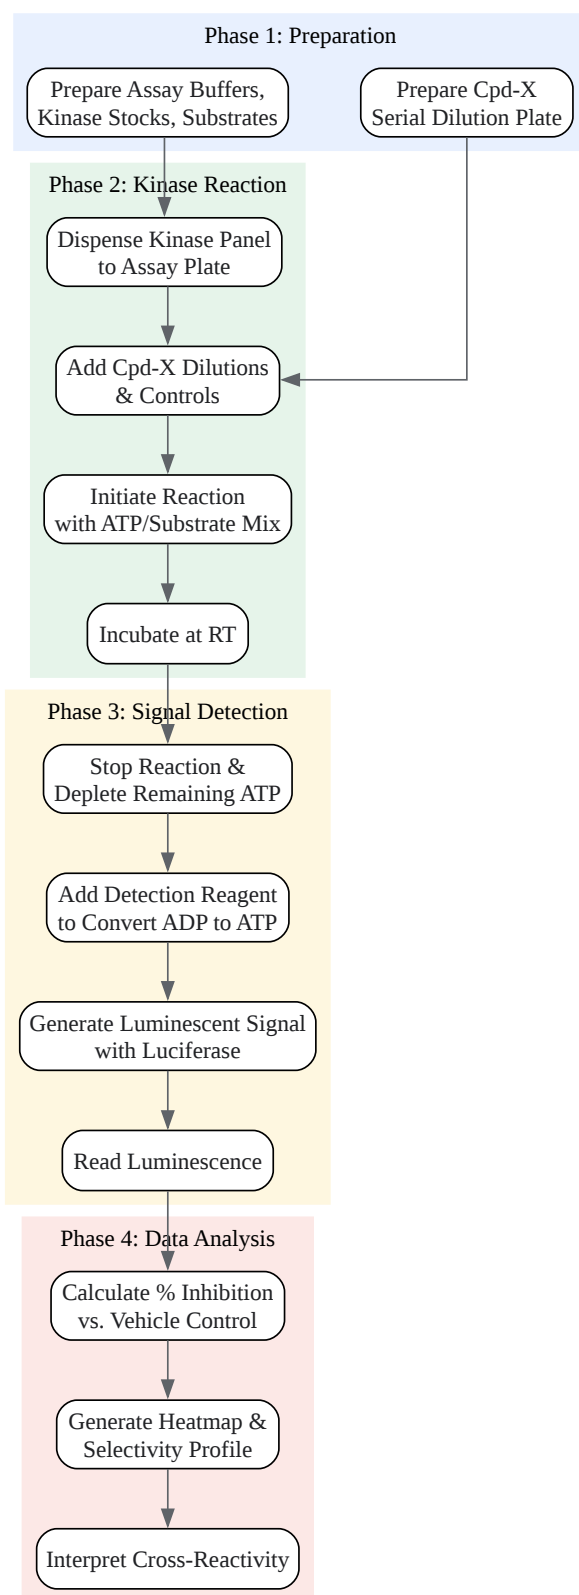 Phase 1: Preparation
Prepare Assay Buffers,
Kinase Stocks, Substrates
Prepare Cpd-X
Serial Dilution Plate
Phase 2: Kinase Reaction
Dispense Kinase Panel
to Assay Plate
Add Cpd-X Dilutions
& Controls
Initiate Reaction
with ATP/Substrate Mix
Incubate at RT
Phase 3: Signal Detection
Stop Reaction &
Deplete Remaining ATP
Add Detection Reagent
to Convert ADP to ATP
Generate Luminescent Signal
with Luciferase
Read Luminescence
Phase 4: Data Analysis
Calculate % Inhibition
vs. Vehicle Control
Generate Heatmap &
Selectivity Profile
Interpret Cross-Reactivity